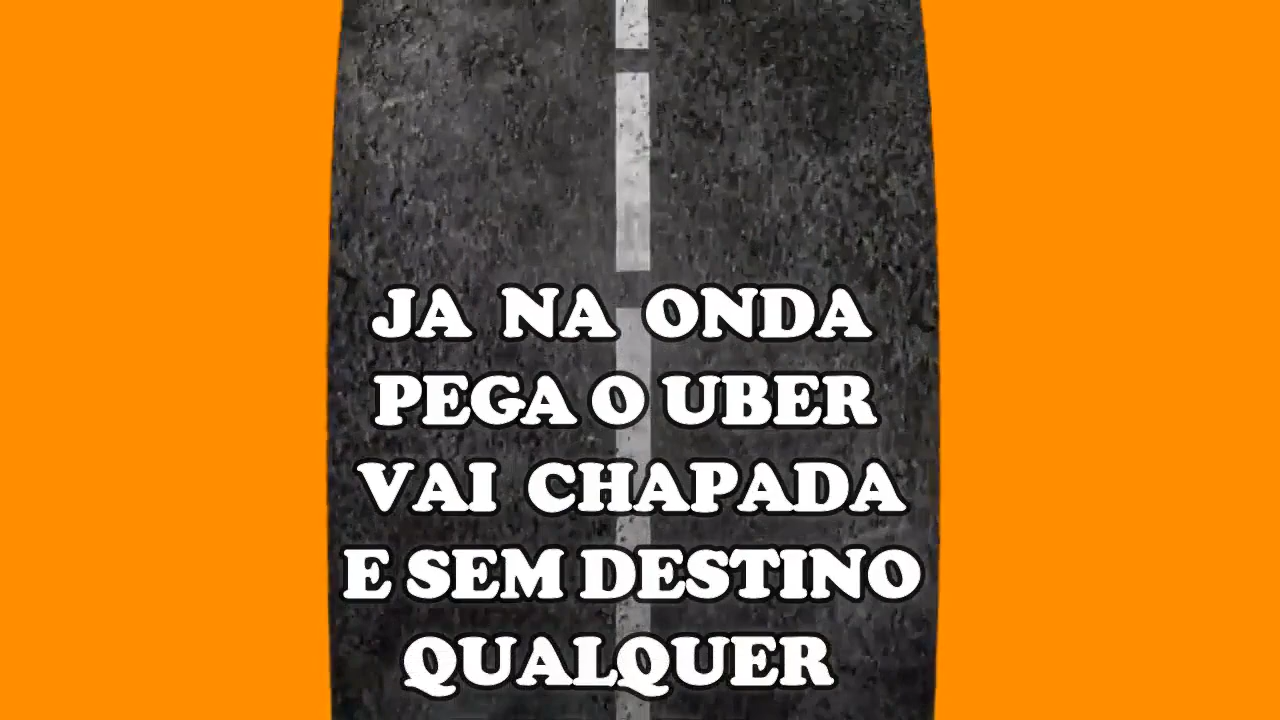 JA NA ONDA
PEGA O UBER
VAI CHAPADA
E SEM DESTINO
QUALQUER